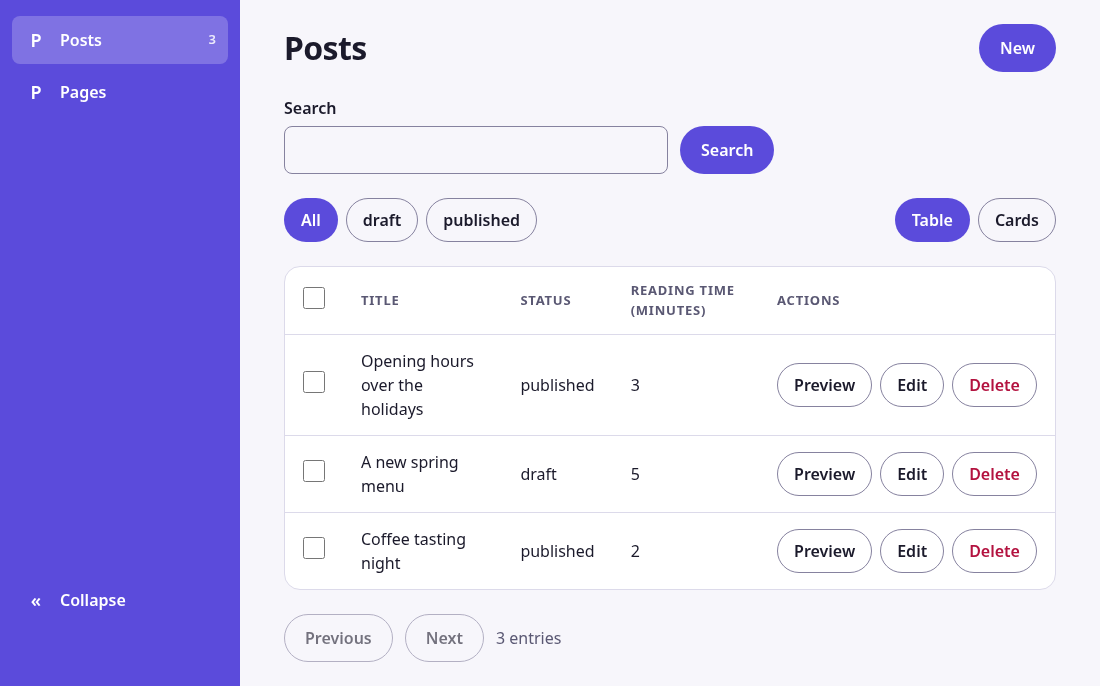 P Posts 3
P Pages
« Collapse
Posts
New
Search
Search
All draft published
Table Cards
TITLE STATUS READING TIME (MINUTES) ACTIONS
Opening hours
over the
holidays
published 3 Preview Edit Delete
A new spring
menu
draft 5 Preview Edit Delete
Coffee tasting
night
published 2 Preview Edit Delete
Previous Next 3 entries